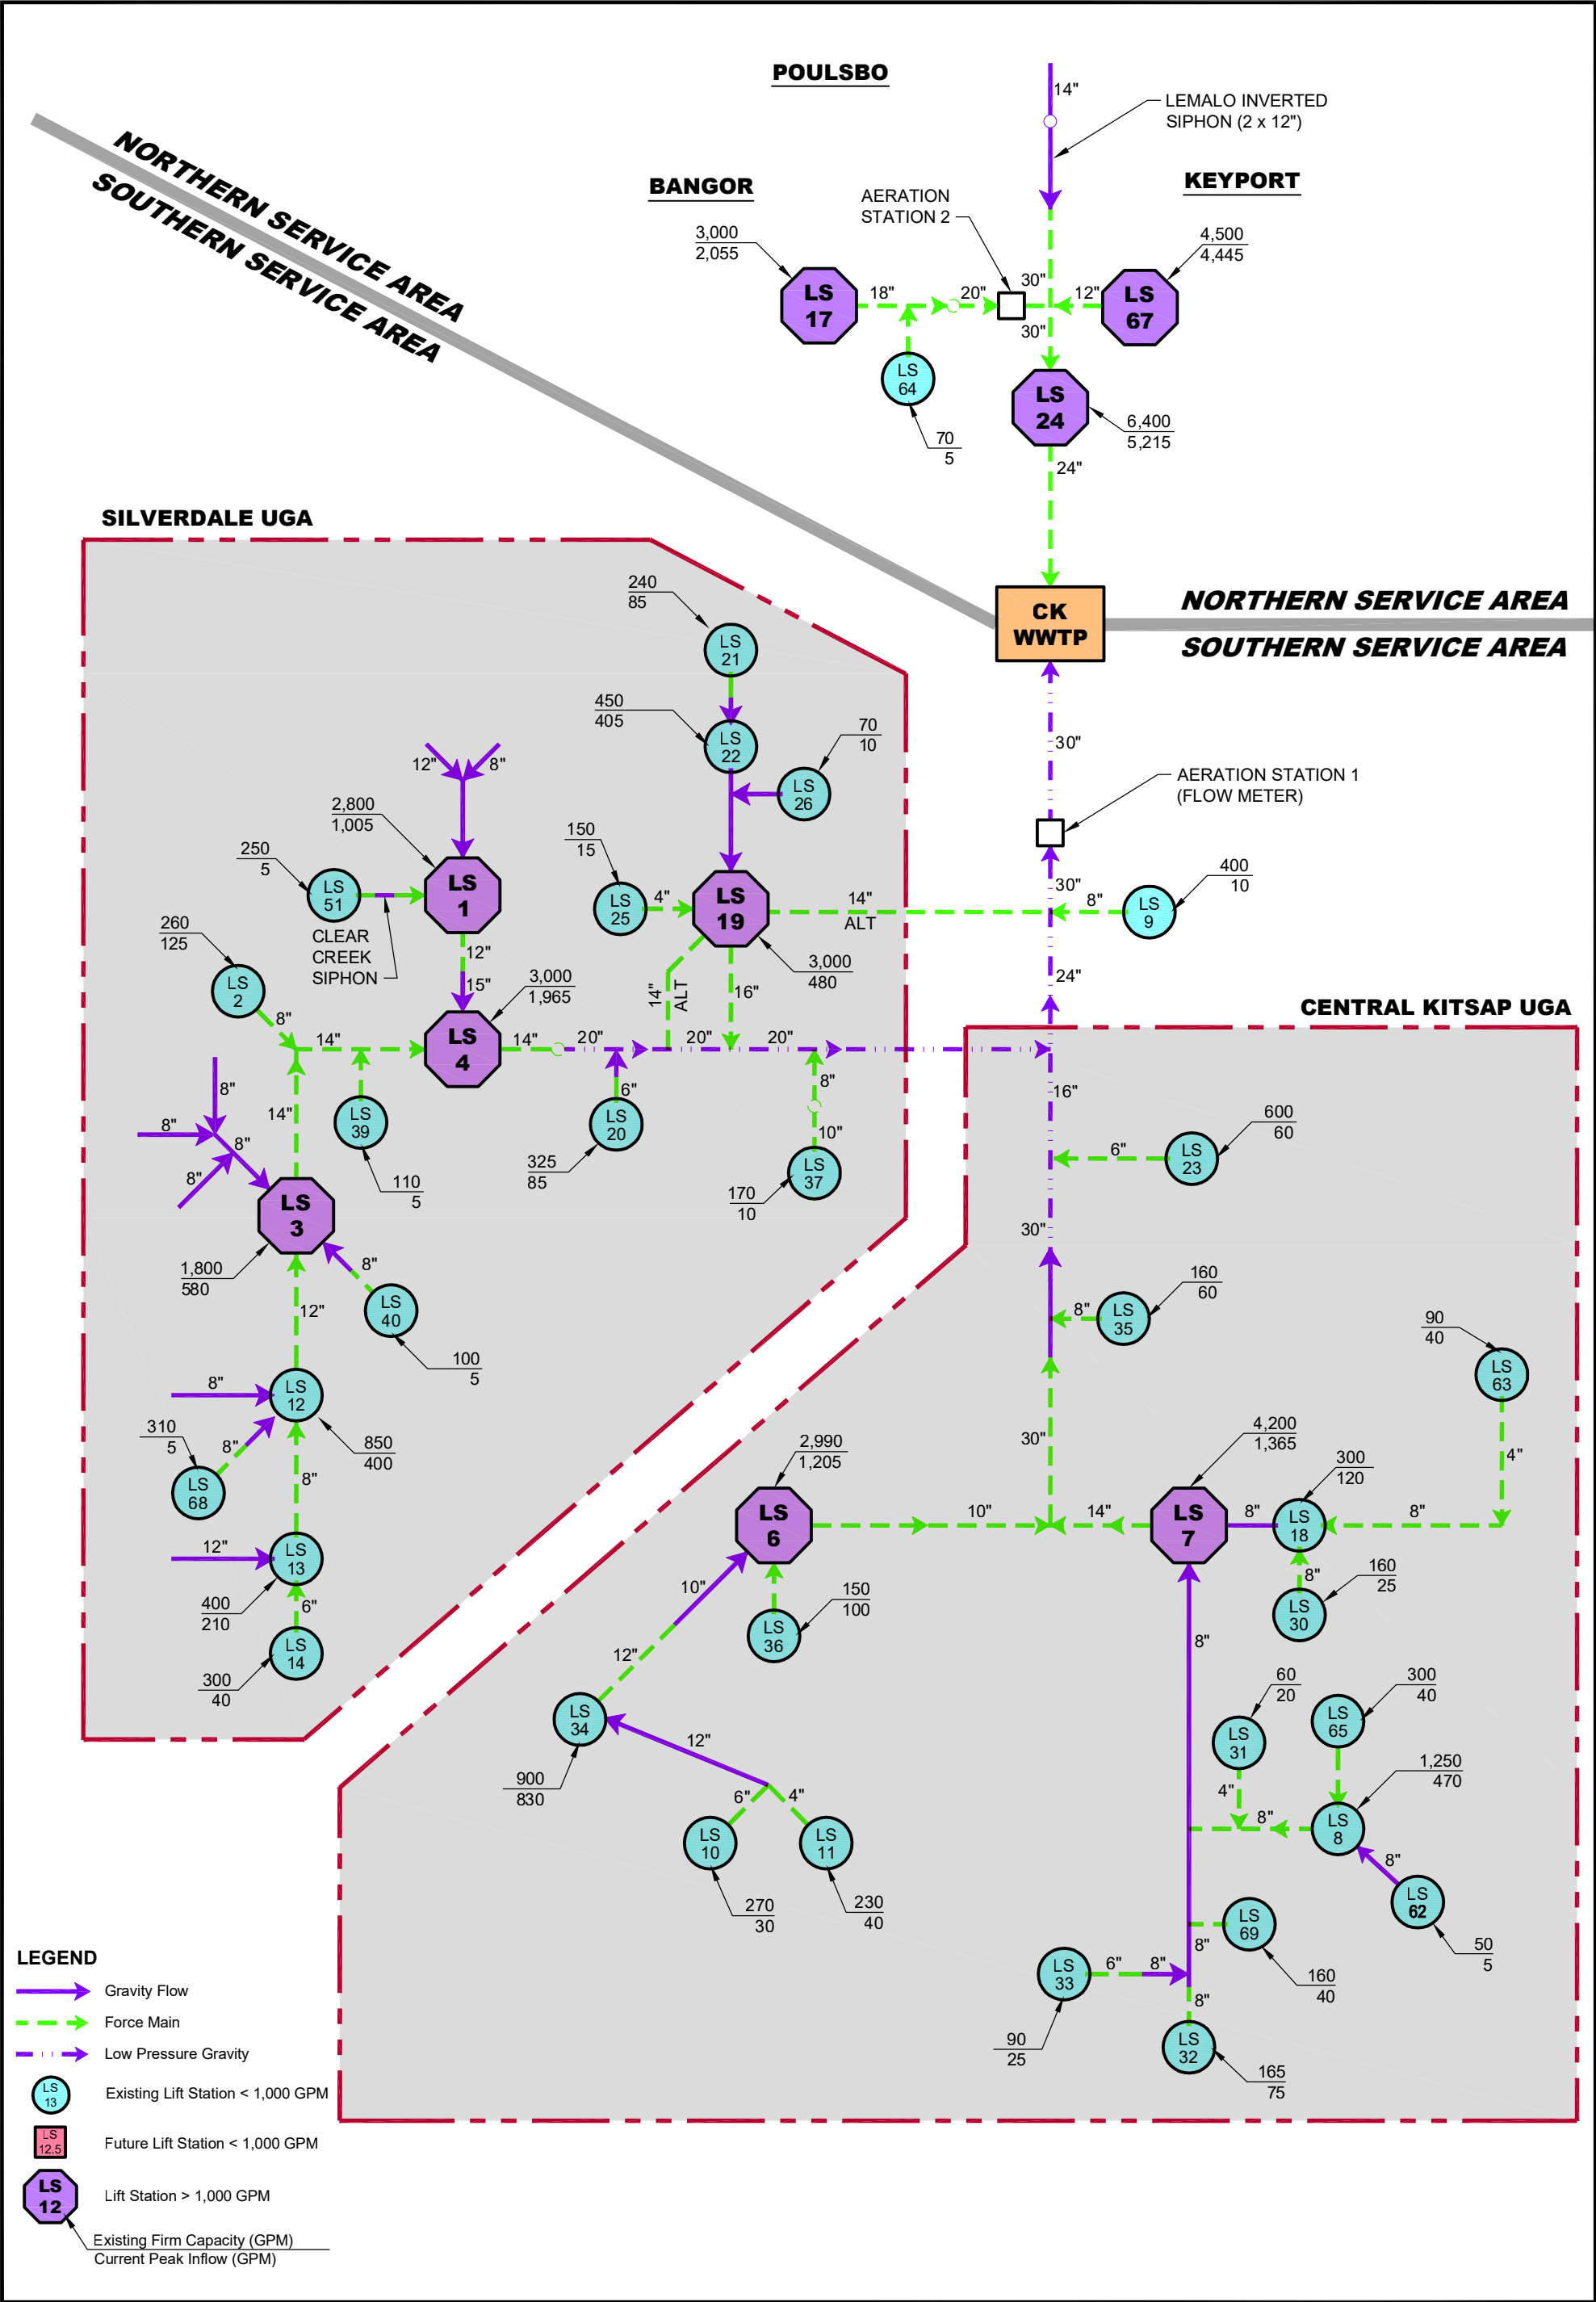 POULSBO
14"
LEMALO INVERTED
SIPHON (2 x 12")
NORTHERN SERVICE AREA
SOUTHERN SERVICE AREA
BANGOR
AERATION
STATION 2
KEYPORT
3,000
2,055
4,500
4,445
LS
17
18"
20"
30"
12"
LS
67
30"
LS
64
70
5
LS
24
6,400
5,215
24"
SILVERDALE UGA
CK
WWTP
NORTHERN SERVICE AREA
SOUTHERN SERVICE AREA
240
85
LS
21
450
405
LS
22
70
10
LS
26
30"
AERATION STATION 1
(FLOW METER)
12"
8"
2,800
1,005
250
5
LS
51
LS
1
CLEAR
CREEK
SIPHON
150
15
LS
25
4"
LS
19
14"
ALT
30"
8"
LS
9
400
10
3,000
480
14"
ALT
16"
24"
260
125
LS
2
8"
12"
15"
3,000
1,965
14"
LS
4
14"
20"
20"
20"
CENTRAL KITSAP UGA
LS
39
110
5
6"
LS
20
325
85
8"
10"
LS
37
170
10
16"
6"
LS
23
600
60
8"
8"
8"
8"
14"
LS
3
1,800
580
8"
LS
40
100
5
12"
30"
8"
LS
35
160
60
90
40
LS
63
4"
8"
LS
12
850
400
310
5
LS
68
8"
8"
12"
LS
13
400
210
6"
LS
14
300
40
30"
2,990
1,205
LS
6
10"
14"
4,200
1,365
LS
7
8"
300
120
LS
18
8"
8"
LS
30
160
25
10"
LS
36
150
100
12"
LS
34
900
830
12"
6"
4"
LS
10
270
30
LS
11
230
40
8"
60
20
LS
31
4"
LS
65
300
40
8"
LS
8
1,250
470
8"
LS
62
50
5
LS
69
160
40
8"
LS
33
6"
8"
90
25
8"
LS
32
165
75
LEGEND
Gravity Flow
Force Main
Low Pressure Gravity
LS
13
Existing Lift Station < 1,000 GPM
LS
12.5
Future Lift Station < 1,000 GPM
LS
12
Lift Station > 1,000 GPM
Existing Firm Capacity (GPM)
Current Peak Inflow (GPM)